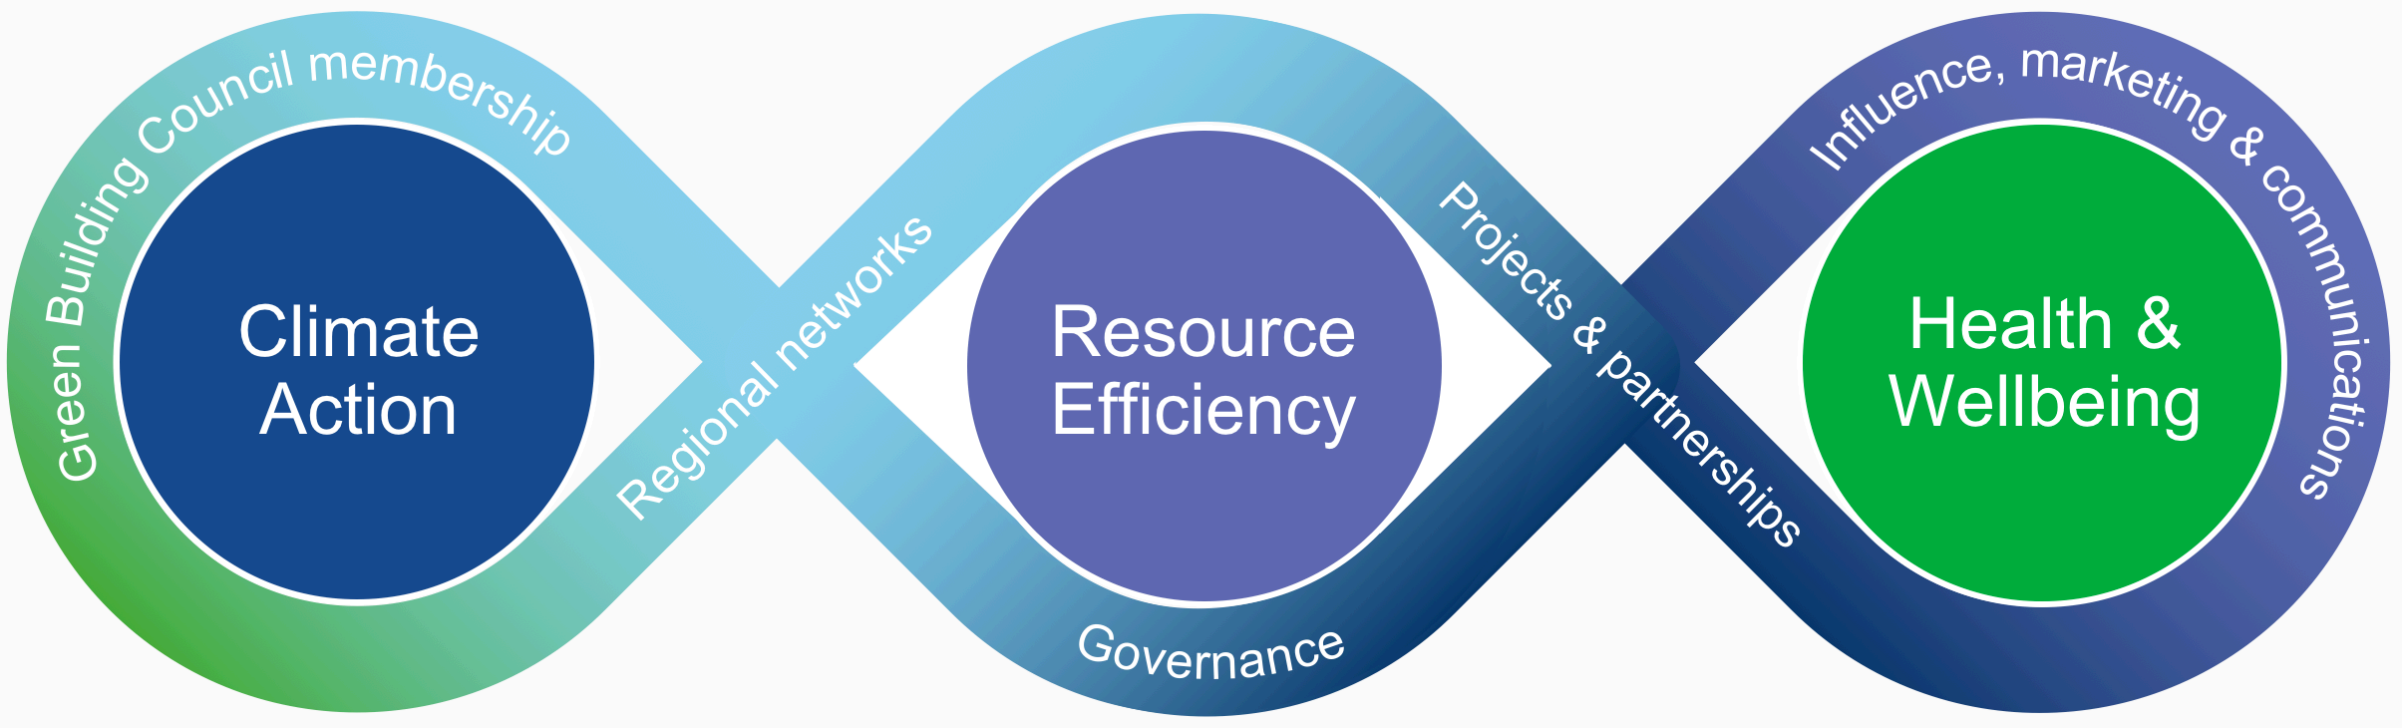 Green Building Council membership
Climate
Action
Regional networks
Resource
Efficiency
Governance
Projects & partnerships
Influence, marketing & communications
Health &
Wellbeing